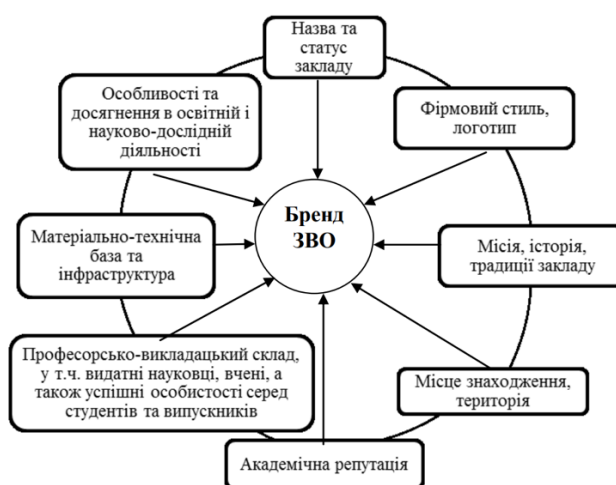 Назва та
статус
закладу
Фірмовий стиль,
логотип
Місія, історія,
традиції закладу
Місце знаходження,
територія
Академічна репутація
Професорсько-викладацький склад,
у т.ч. видатні науковці, вчені, а
також успішні особистості серед
студентів та випускників
Матеріально-технічна
база та
інфраструктура
Особливості та
досягнення в освітній і
науково-дослідній
діяльності
Бренд
ЗВО